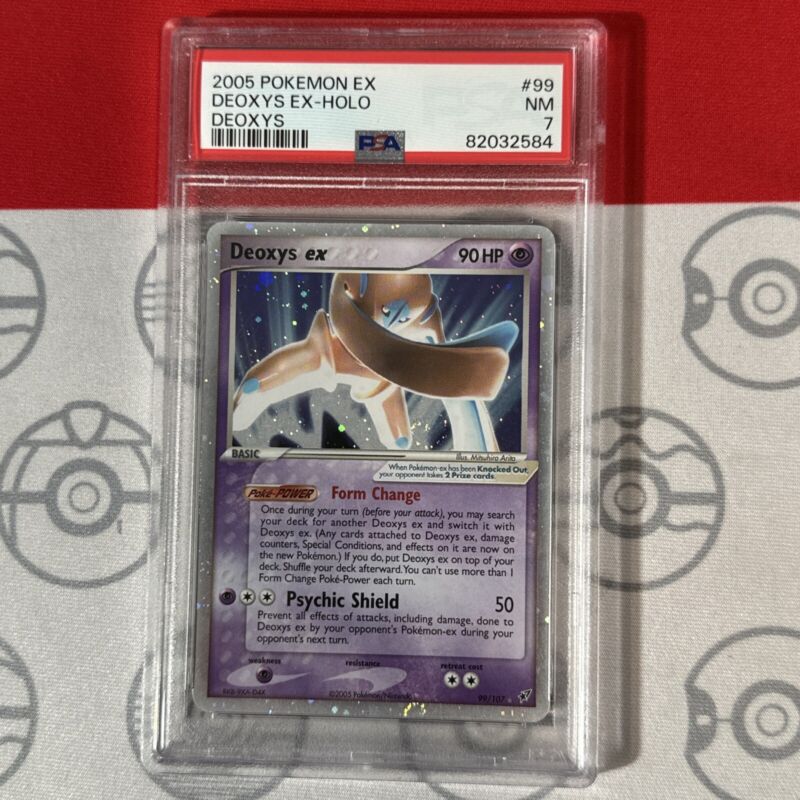 2005 POKEMON EX #99
DEOXYS EX-HOLO NM
DEOXYS 7
PSA 82032584
Deoxys ex 90 HP
BASIC
Illus. Mitsuhiro Arita
When Pokémon-ex has been Knocked Out,
your opponent takes 2 Prize cards.
Poké-POWER Form Change
Once during your turn (before your attack), you may search
your deck for another Deoxys ex and switch it with
Deoxys ex. (Any cards attached to Deoxys ex, damage
counters, Special Conditions, and effects on it are now on
the new Pokémon.) If you do, put Deoxys ex on top of your
deck. Shuffle your deck afterward. You can't use more than 1
Form Change Poké-Power each turn.
Psychic Shield 50
Prevent all effects of attacks, including damage, done to
Deoxys ex by your opponent's Pokémon-ex during your
opponent's next turn.
weakness resistance retreat cost
©2005 Pokémon/Nintendo 99/107